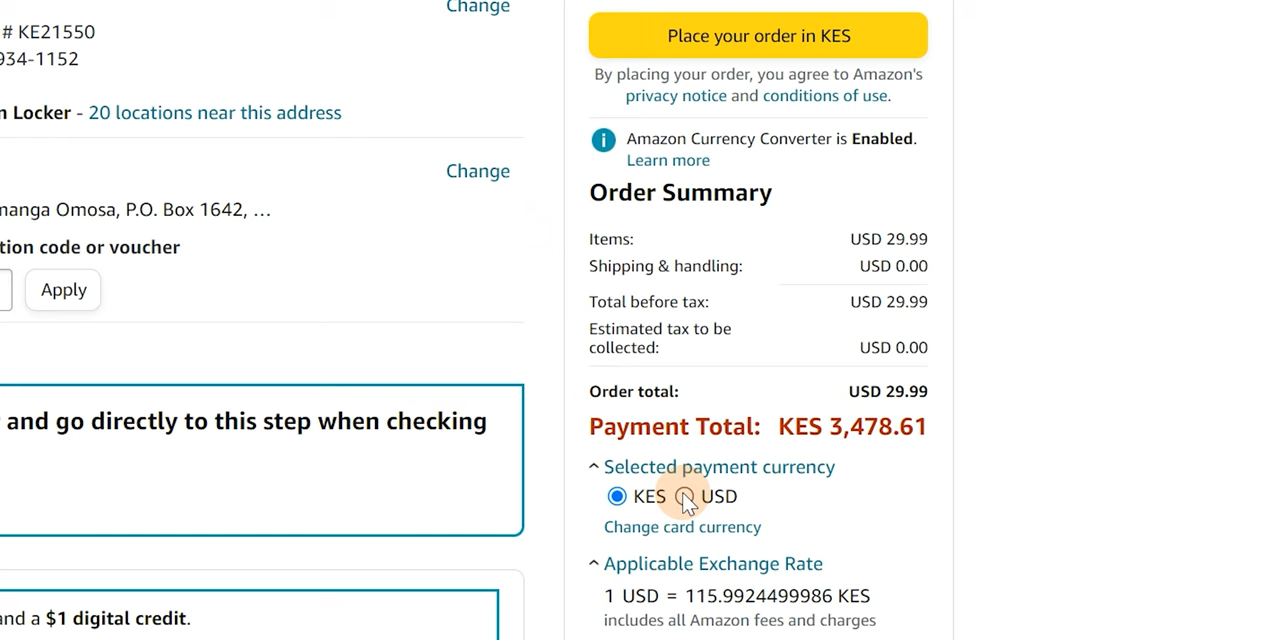 Change
# KE21550
934-1152
n Locker - 20 locations near this address
Change
manga Omosa, P.O. Box 1642, …
tion code or voucher
Apply
and go directly to this step when checking
and a $1 digital credit.
Place your order in KES
By placing your order, you agree to Amazon's
privacy notice and conditions of use.
Amazon Currency Converter is Enabled.
Learn more
Order Summary
Items: USD 29.99
Shipping & handling: USD 0.00
Total before tax: USD 29.99
Estimated tax to be
collected: USD 0.00
Order total: USD 29.99
Payment Total: KES 3,478.61
Selected payment currency
KES USD
Change card currency
Applicable Exchange Rate
1 USD = 115.9924499986 KES
includes all Amazon fees and charges